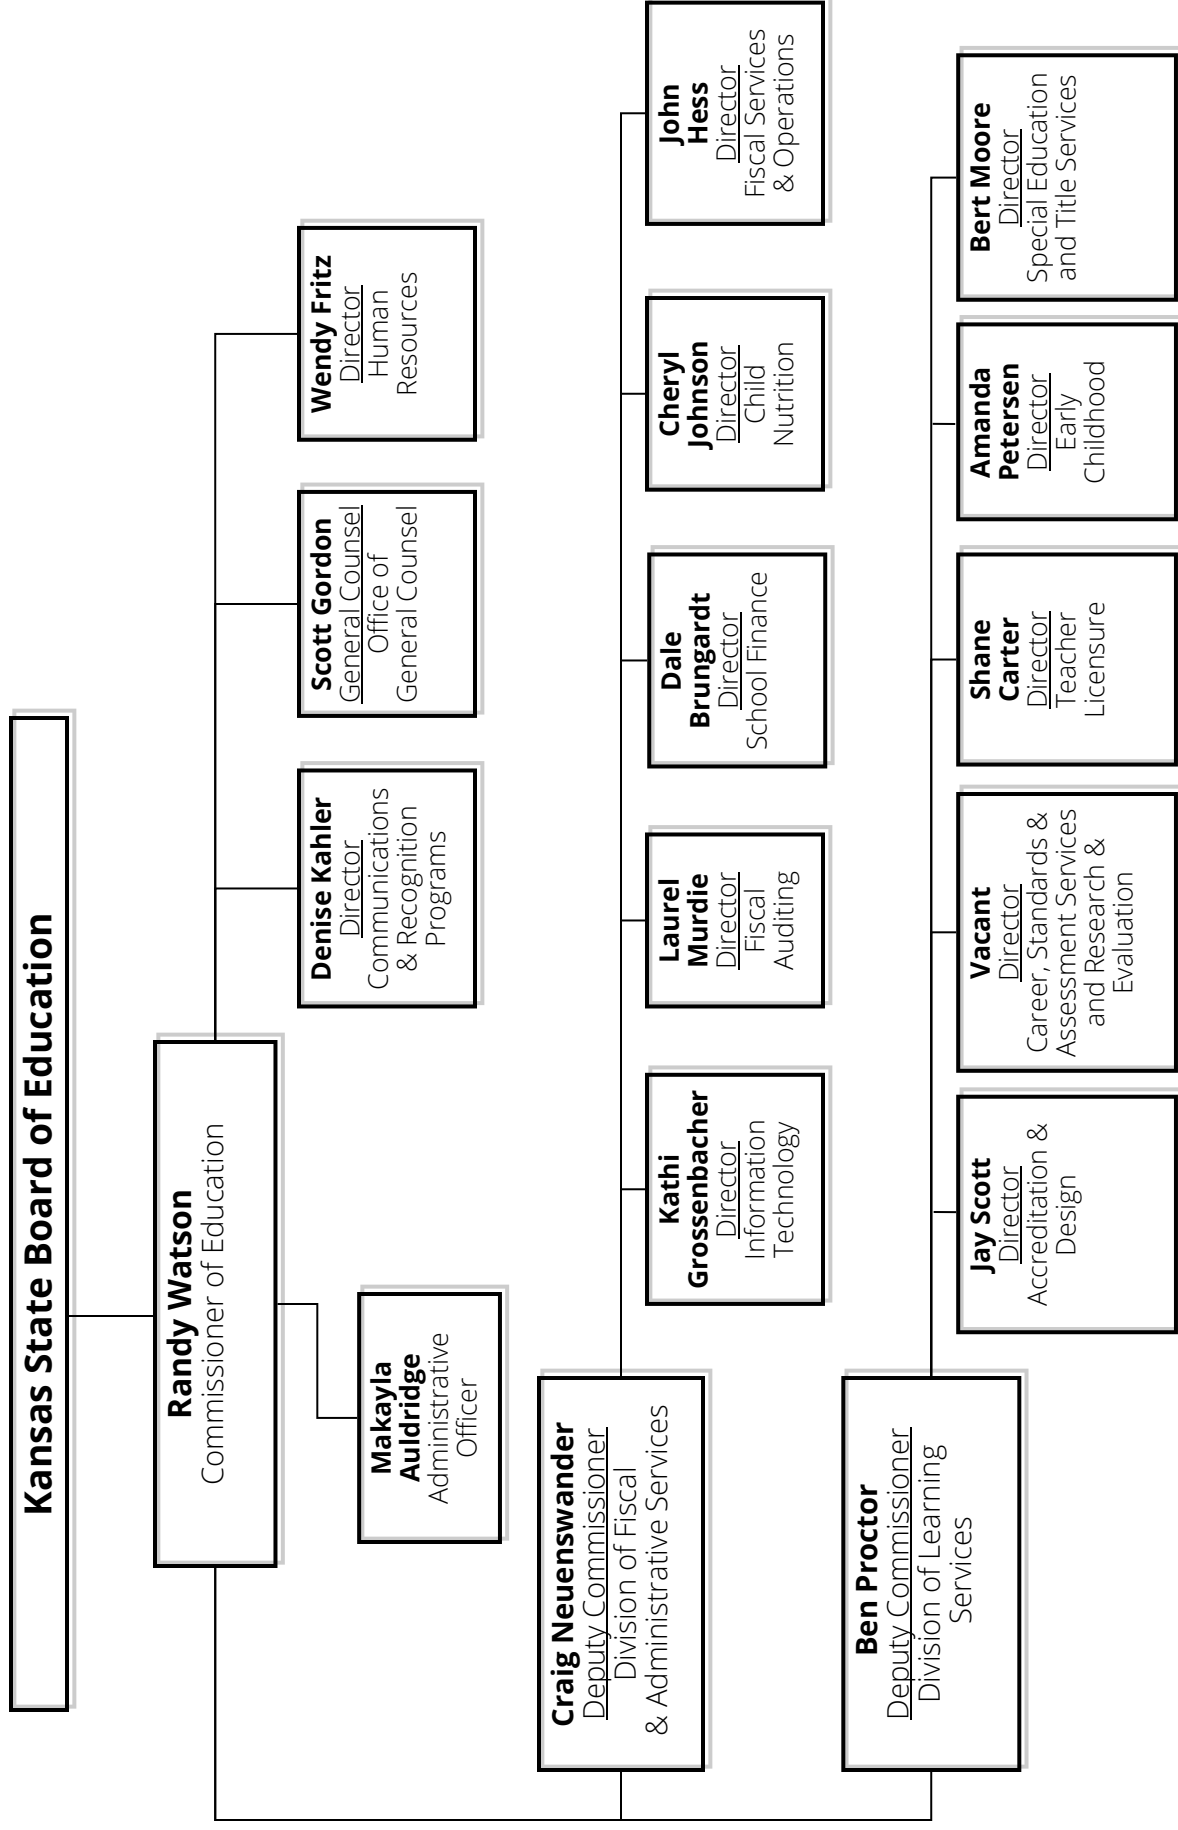 Kansas State Board of Education
Randy Watson
Commissioner of Education
Makayla
Auldridge
Administrative
Officer
Denise Kahler
Director
Communications
& Recognition
Programs
Scott Gordon
General Counsel
Office of
General Counsel
Wendy Fritz
Director
Human
Resources
Craig Neuenswander
Deputy Commissioner
Division of Fiscal
& Administrative Services
Kathi
Grossenbacher
Director
Information
Technology
Laurel
Murdie
Director
Fiscal
Auditing
Dale
Brungardt
Director
School Finance
Cheryl
Johnson
Director
Child
Nutrition
John
Hess
Director
Fiscal Services
& Operations
Ben Proctor
Deputy Commissioner
Division of Learning
Services
Jay Scott
Director
Accreditation &
Design
Vacant
Director
Career, Standards &
Assessment Services
and Research &
Evaluation
Shane
Carter
Director
Teacher
Licensure
Amanda
Petersen
Director
Early
Childhood
Bert Moore
Director
Special Education
and Title Services